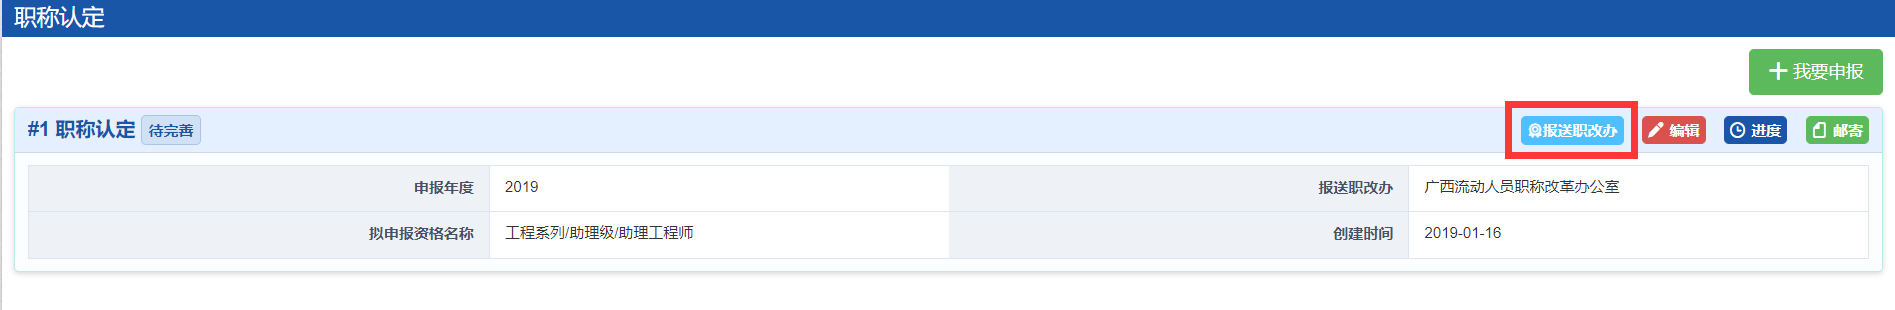 职称认定
我要申报
#1 职称认定 待完善 报送职改办 编辑 进度 邮寄
申报年度 2019 报送职改办 广西流动人员职称改革办公室
拟申报资格名称 工程系列/助理级/助理工程师 创建时间 2019-01-16